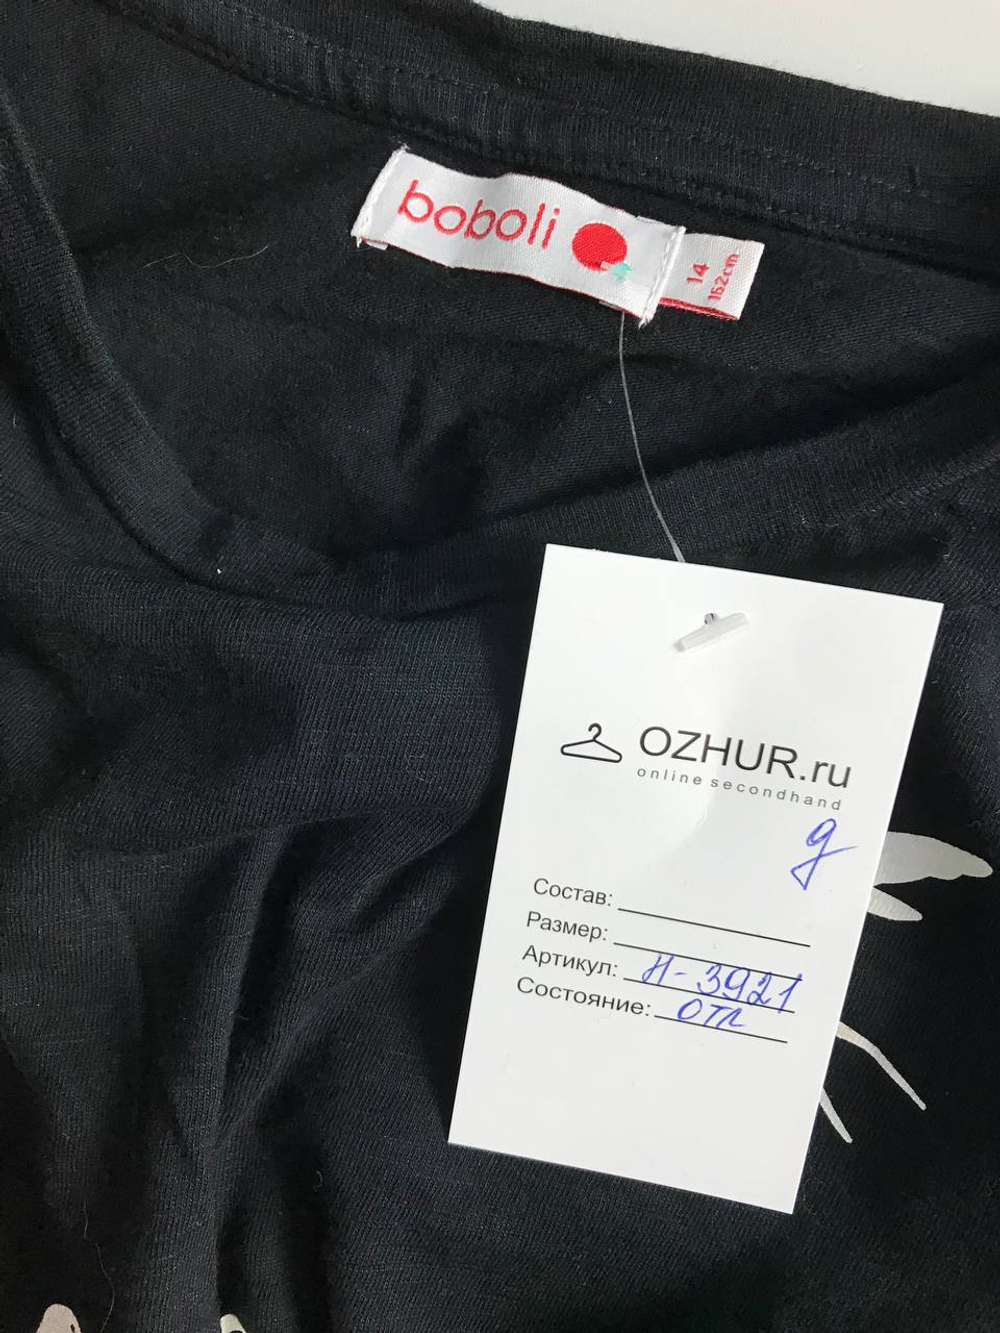 boboli
14
162cm
OZHUR.ru
online secondhand
д
Состав:
Размер:
Артикул: Н-3921
Состояние: отл